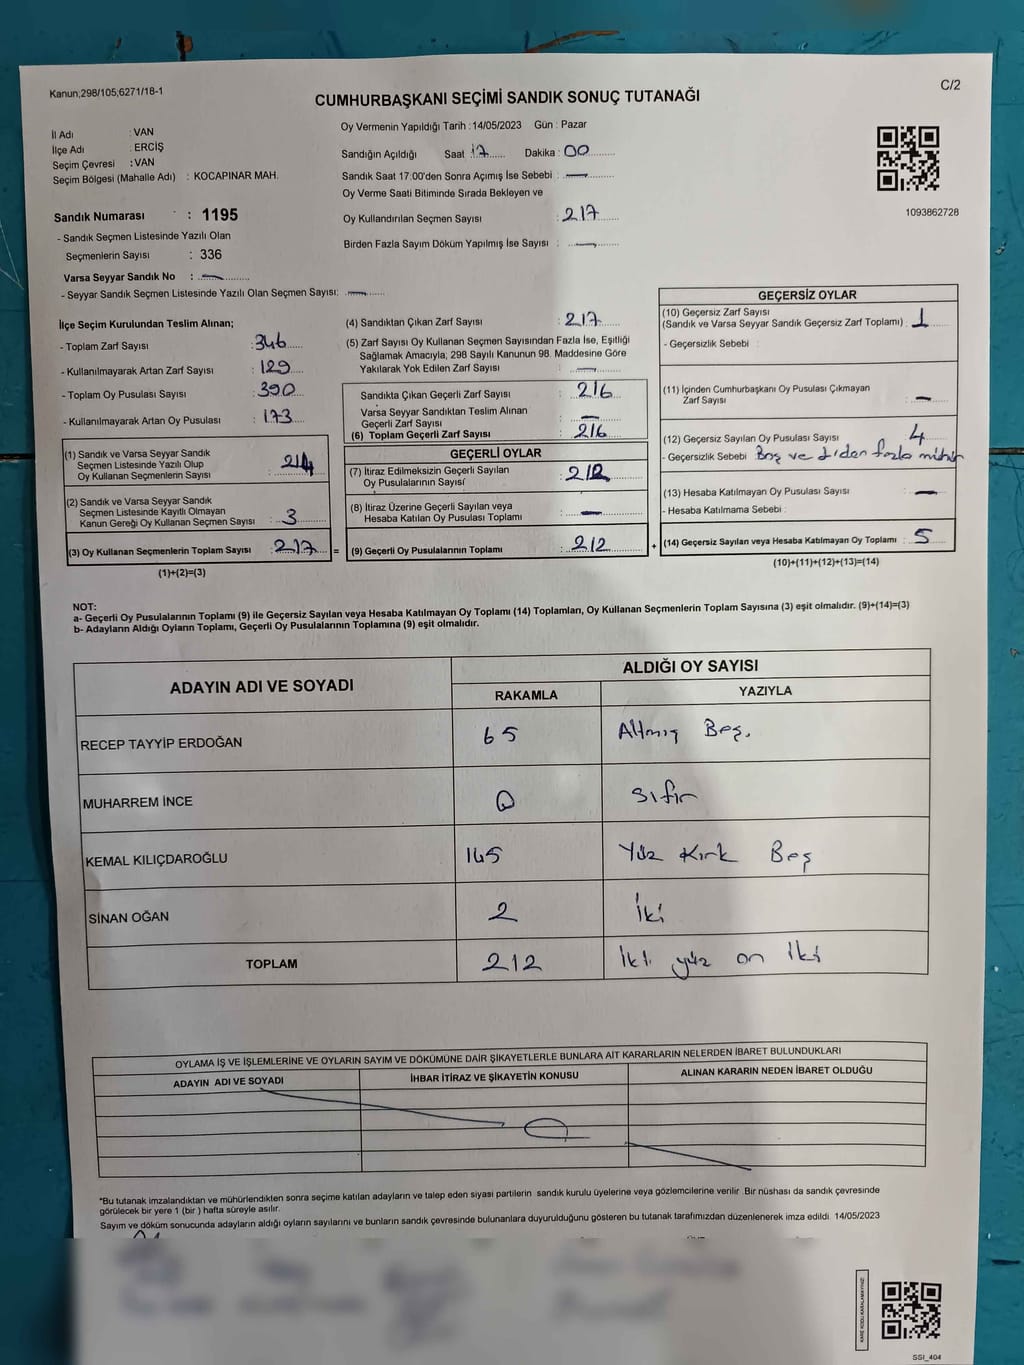 Kanun;298/105,6271/18-1
C/2
CUMHURBAŞKANI SEÇİMİ SANDIK SONUÇ TUTANAĞI
İl Adı : VAN
İlçe Adı : ERCİŞ
Seçim Çevresi : VAN
Seçim Bölgesi (Mahalle Adı) : KOCAPINAR MAH.
Sandık Numarası : 1195
- Sandık Seçmen Listesinde Yazılı Olan
Seçmenlerin Sayısı : 336
Varsa Seyyar Sandık No : —
- Seyyar Sandık Seçmen Listesinde Yazılı Olan Seçmen Sayısı: —
Oy Vermenin Yapıldığı Tarih : 14/05/2023 Gün : Pazar
Sandığın Açıldığı Saat : 17 Dakika : 00
Sandık Saat 17:00'den Sonra Açımış İse Sebebi : —
Oy Verme Saati Bitiminde Sırada Bekleyen ve
Oy Kullandırılan Seçmen Sayısı : 217
Birden Fazla Sayım Döküm Yapılmış İse Sayısı : —
1093862728
İlçe Seçim Kurulundan Teslim Alınan;
- Toplam Zarf Sayısı : 346
- Kullanılmayarak Artan Zarf Sayısı : 129
- Toplam Oy Pusulası Sayısı : 390
- Kullanılmayarak Artan Oy Pusulası : 173
(1) Sandık ve Varsa Seyyar Sandık
Seçmen Listesinde Yazılı Olup
Oy Kullanan Seçmenlerin Sayısı : 214
(2) Sandık ve Varsa Seyyar Sandık
Seçmen Listesinde Kayıtlı Olmayan
Kanun Gereği Oy Kullanan Seçmen Sayısı : 3
(3) Oy Kullanan Seçmenlerin Toplam Sayısı : 217 =
(1)+(2)=(3)
(4) Sandıktan Çıkan Zarf Sayısı : 217
(5) Zarf Sayısı Oy Kullanan Seçmen Sayısından Fazla İse, Eşitliği
Sağlamak Amacıyla, 298 Sayılı Kanunun 98. Maddesine Göre
Yakılarak Yok Edilen Zarf Sayısı : —
Sandıkta Çıkan Geçerli Zarf Sayısı : 216
Varsa Seyyar Sandıktan Teslim Alınan
Geçerli Zarf Sayısı : —
(6) Toplam Geçerli Zarf Sayısı : 216
GEÇERLİ OYLAR
(7) İtiraz Edilmeksizin Geçerli Sayılan
Oy Pusulalarının Sayısı : 212
(8) İtiraz Üzerine Geçerli Sayılan veya
Hesaba Katılan Oy Pusulası Toplamı : —
(9) Geçerli Oy Pusulalarının Toplamı : 212 +
GEÇERSİZ OYLAR
(10) Geçersiz Zarf Sayısı
(Sandık ve Varsa Seyyar Sandık Geçersiz Zarf Toplamı) : 1
- Geçersizlik Sebebi :
(11) İçinden Cumhurbaşkanı Oy Pusulası Çıkmayan
Zarf Sayısı : —
(12) Geçersiz Sayılan Oy Pusulası Sayısı : 4
- Geçersizlik Sebebi : Boş ve 1'den fazla mühür
(13) Hesaba Katılmayan Oy Pusulası Sayısı : —
- Hesaba Katılmama Sebebi :
(14) Geçersiz Sayılan veya Hesaba Katılmayan Oy Toplamı : 5
(10)+(11)+(12)+(13)=(14)
NOT:
a- Geçerli Oy Pusulalarının Toplamı (9) ile Geçersiz Sayılan veya Hesaba Katılmayan Oy Toplamı (14) Toplamları, Oy Kullanan Seçmenlerin Toplam Sayısına (3) eşit olmalıdır. (9)+(14)=(3)
b- Adayların Aldığı Oyların Toplamı, Geçerli Oy Pusulalarının Toplamına (9) eşit olmalıdır.
ADAYIN ADI VE SOYADI ALDIĞI OY SAYISI
RAKAMLA YAZIYLA
RECEP TAYYİP ERDOĞAN 65 Altmış Beş.
MUHARREM İNCE 0 Sıfır
KEMAL KILIÇDAROĞLU 145 Yüz Kırk Beş
SİNAN OĞAN 2 İki
TOPLAM 212 İki yüz on İki
OYLAMA İŞ VE İŞLEMLERİNE VE OYLARIN SAYIM VE DÖKÜMÜNE DAİR ŞİKAYETLERLE BUNLARA AİT KARARLARIN NELERDEN İBARET BULUNDUKLARI
ADAYIN ADI VE SOYADI İHBAR İTİRAZ VE ŞİKAYETİN KONUSU ALINAN KARARIN NEDEN İBARET OLDUĞU
*Bu tutanak imzalandıktan ve mühürlendikten sonra seçime katılan adayların ve talep eden siyasi partilerin sandık kurulu üyelerine veya gözlemcilerine verilir. Bir nüshası da sandık çevresinde
görülecek bir yere 1 (bir ) hafta süreyle asılır.
Sayım ve döküm sonucunda adayların aldığı oyların sayılarını ve bunların sandık çevresinde bulunanlara duyurulduğunu gösteren bu tutanak tarafımızdan düzenlenerek imza edildi. 14/05/2023
KARE KODU KARALAMAYINIZ!
SSI_404